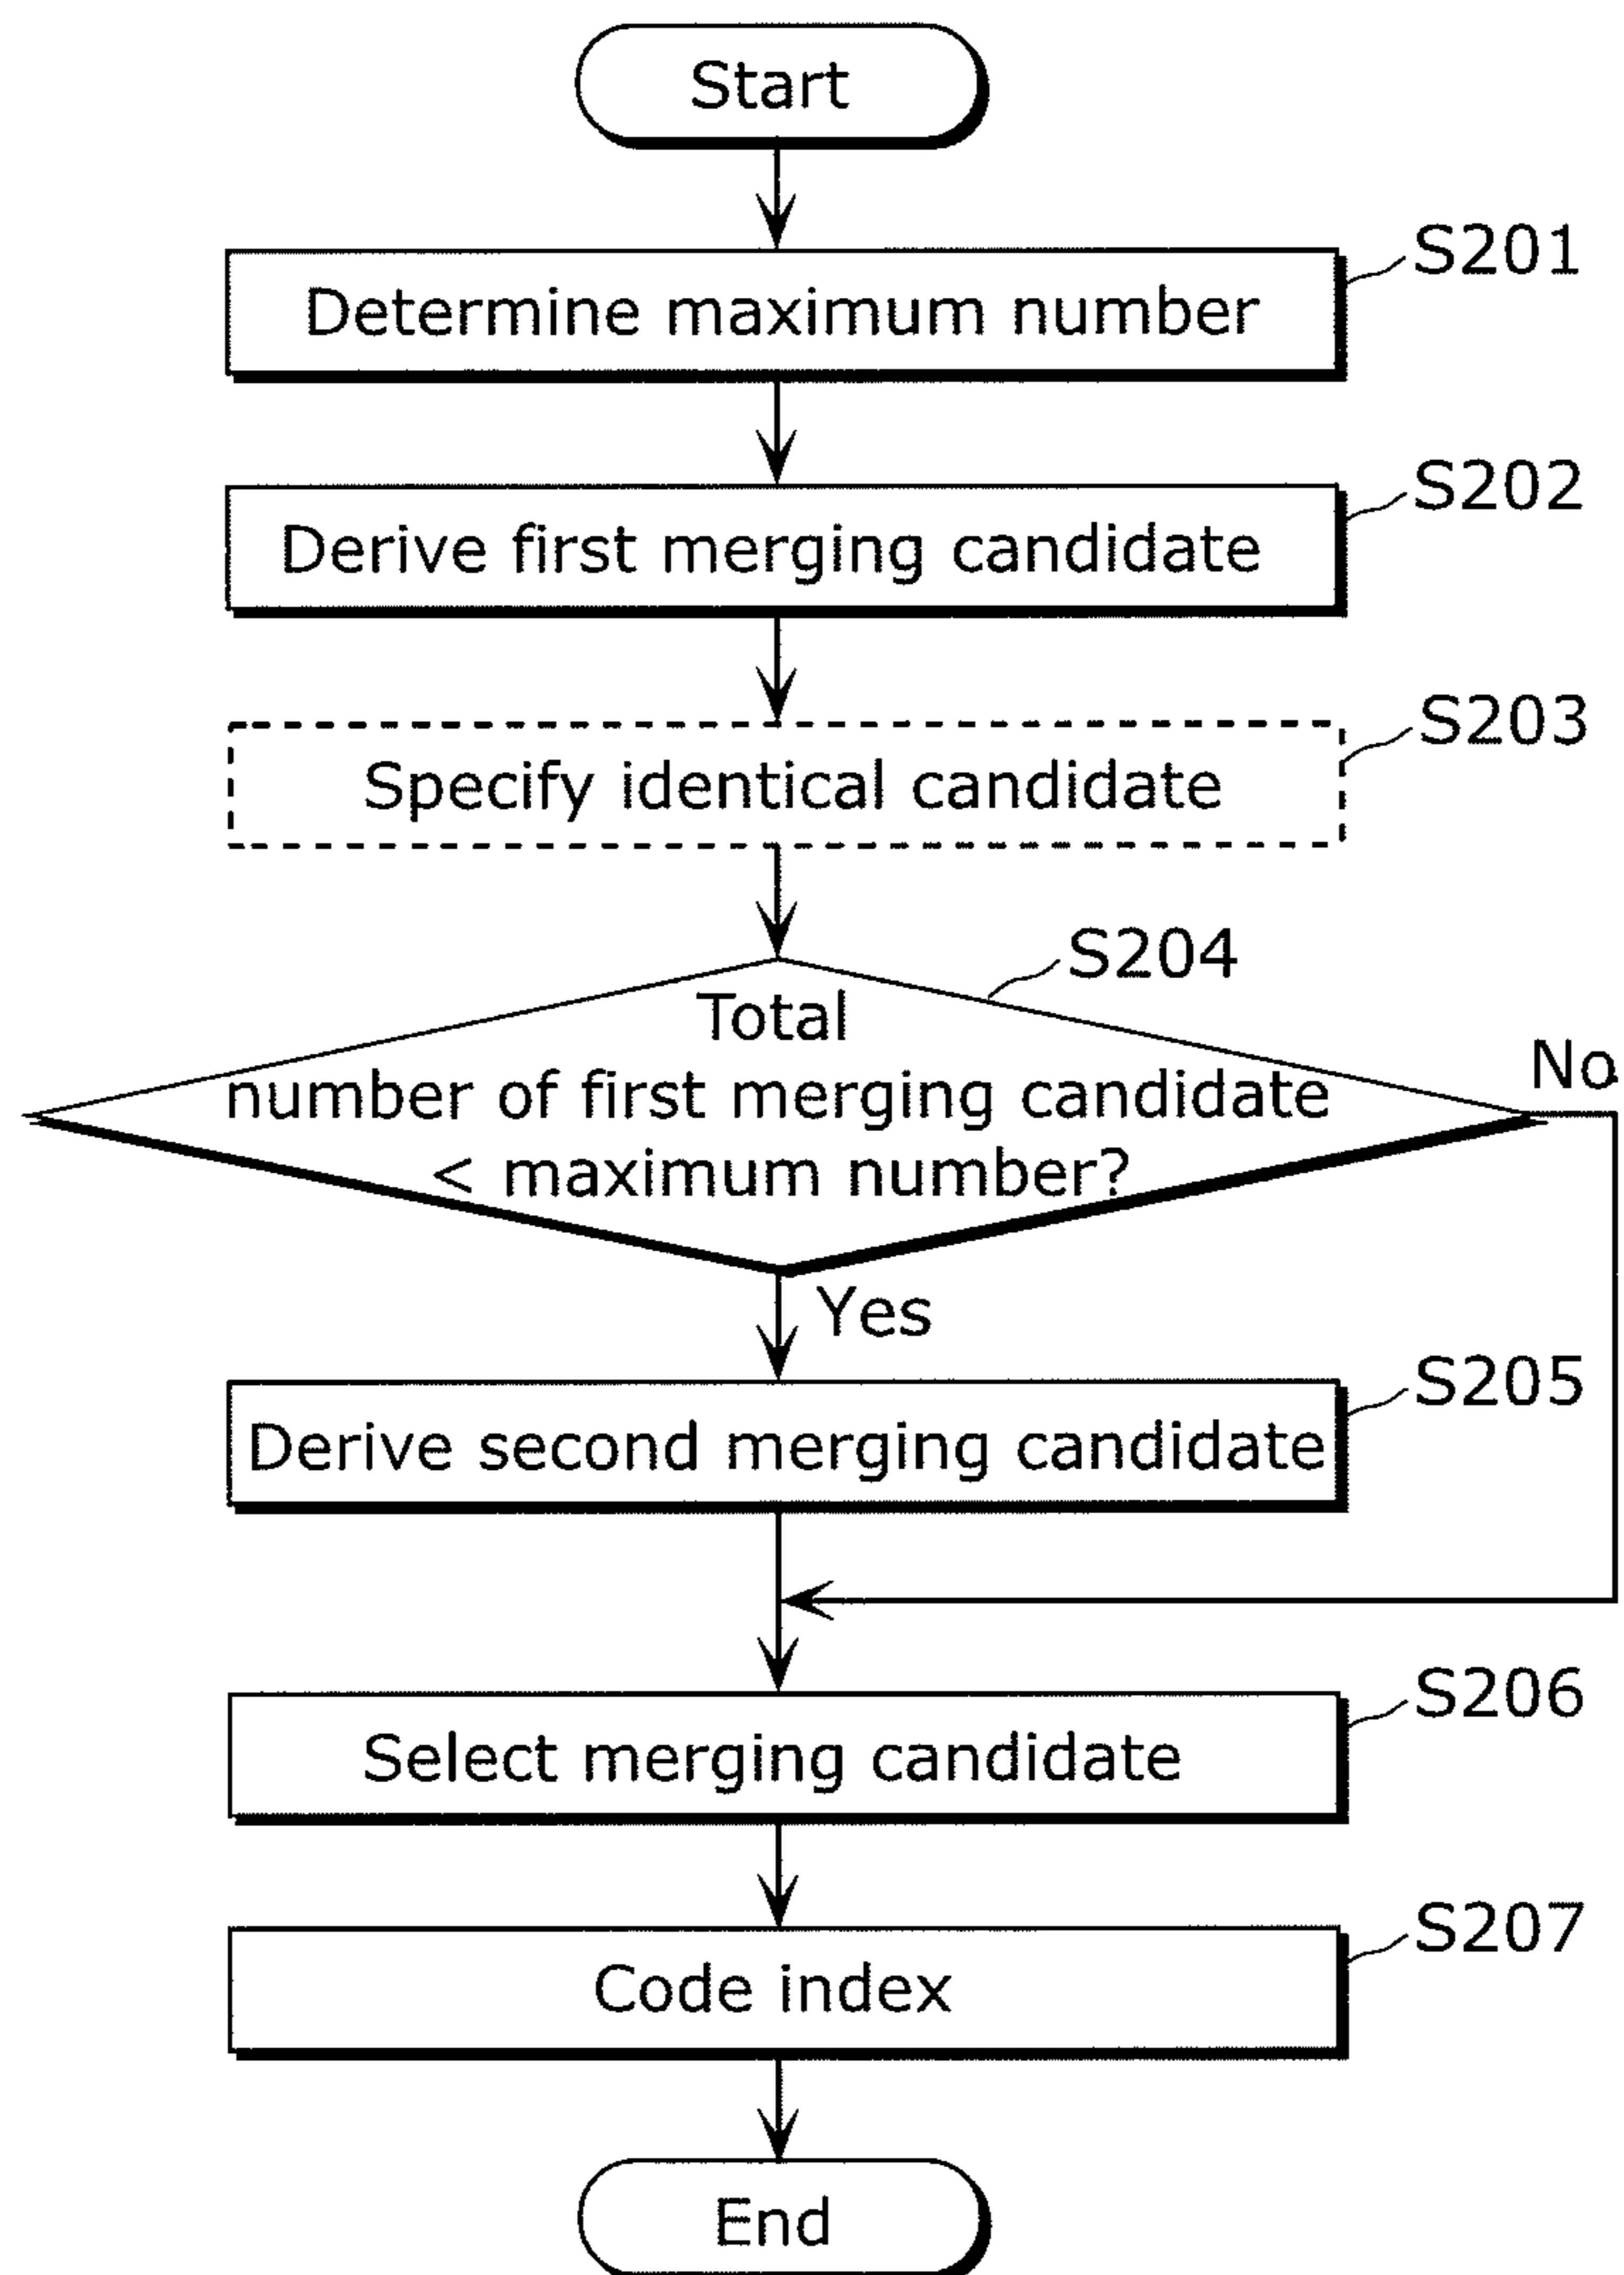 Start
S201
Determine maximum number
S202
Derive first merging candidate
S203
Specify identical candidate
S204
Total
number of first merging candidate
< maximum number?
No
Yes
S205
Derive second merging candidate
S206
Select merging candidate
S207
Code index
End